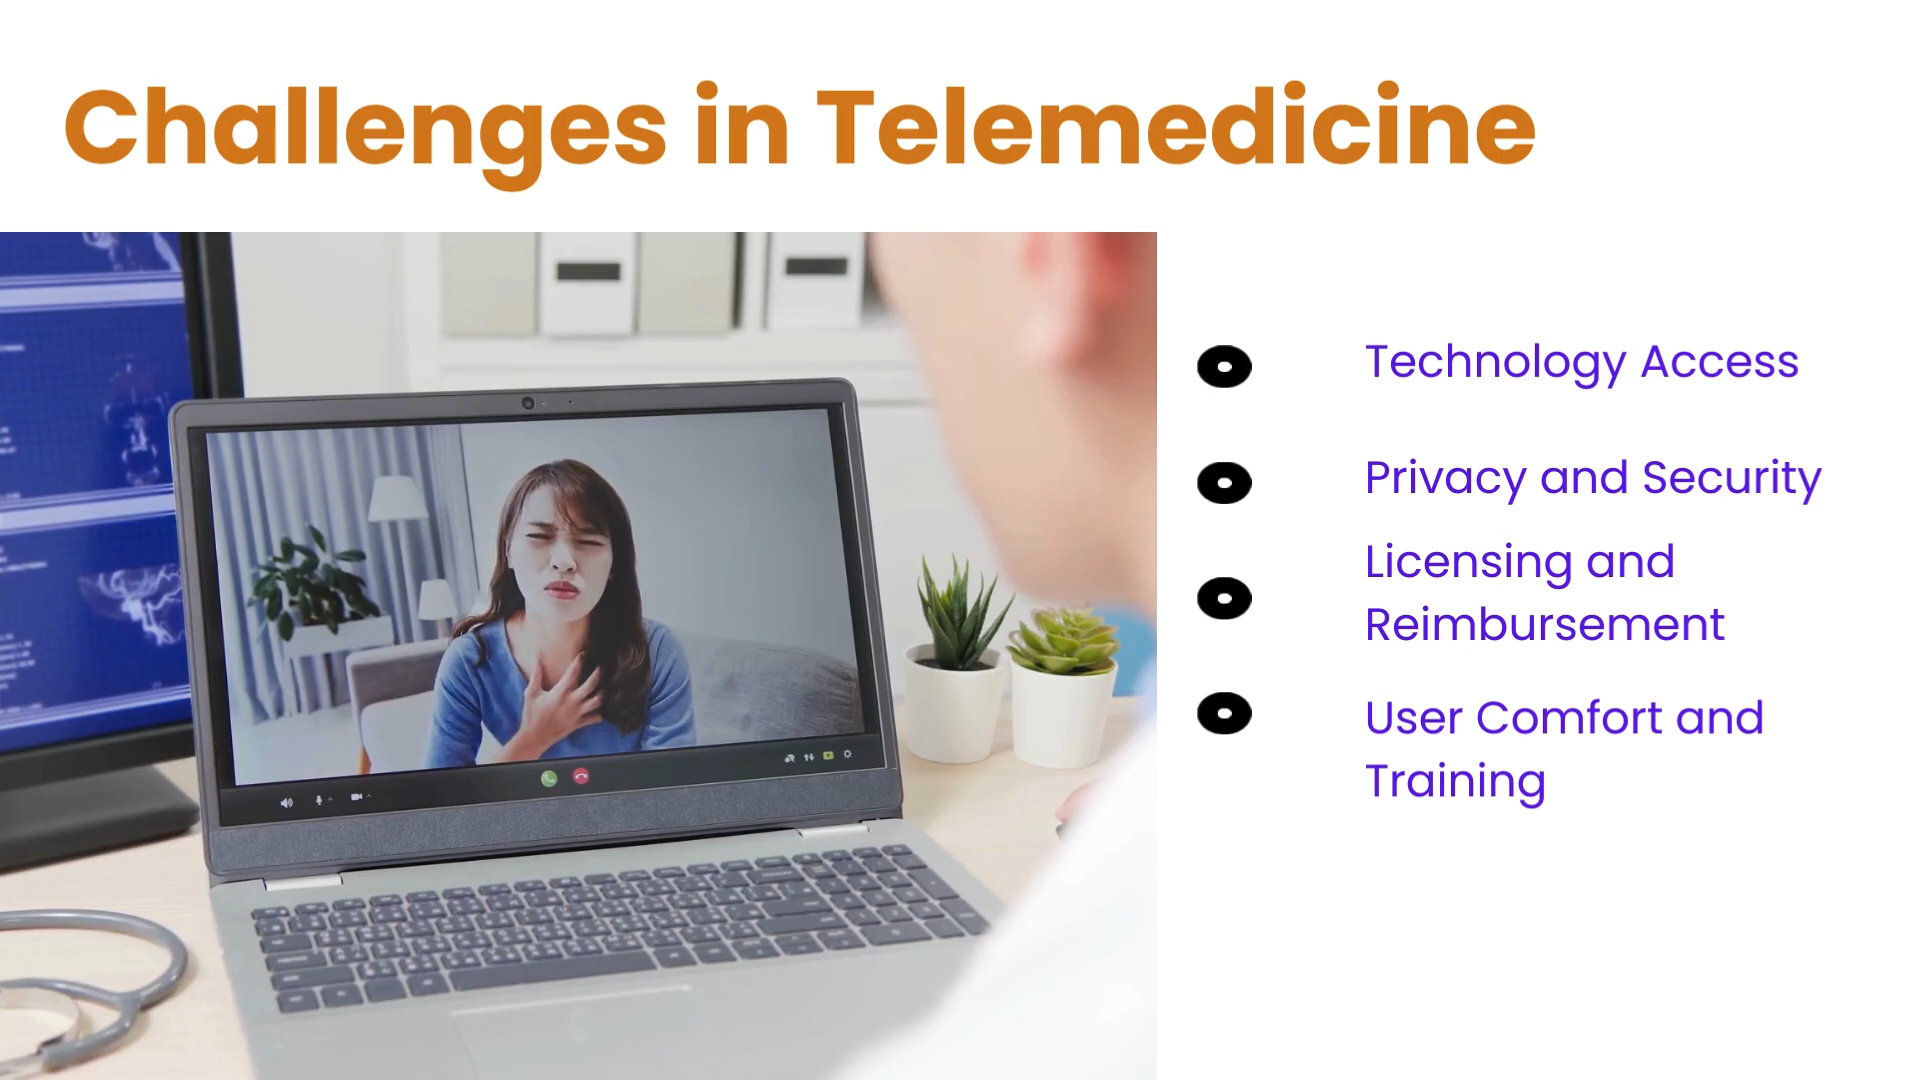 Challenges in Telemedicine
Technology Access
Privacy and Security
Licensing and
Reimbursement
User Comfort and
Training